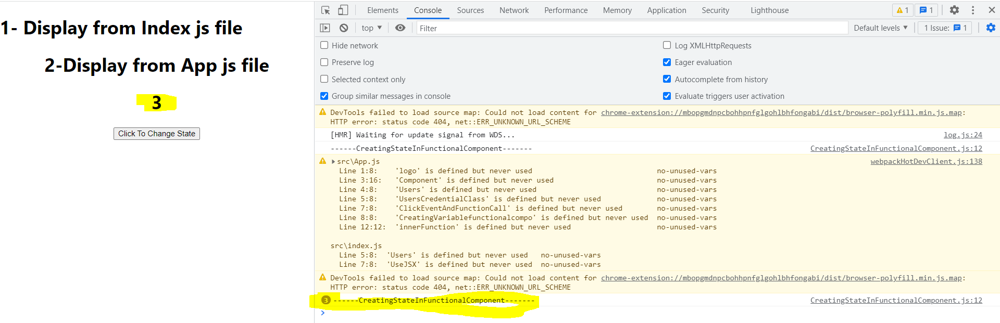 1- Display from Index js file
2-Display from App js file
3
Click To Change State
Elements Console Sources Network Performance Memory Application Security Lighthouse 1 1
top Filter Default levels 1 Issue: 1
Hide network Log XMLHttpRequests
Preserve log Eager evaluation
Selected context only Autocomplete from history
Group similar messages in console Evaluate triggers user activation
DevTools failed to load source map: Could not load content for chrome-extension://mbopgmdnpcbohhpnfglgohlbhfongabi/dist/browser-polyfill.min.js.map:
HTTP error: status code 404, net::ERR_UNKNOWN_URL_SCHEME
[HMR] Waiting for update signal from WDS... log.js:24
------CreatingStateInFunctionalComponent------- CreatingStateInFunctionalComponent.js:12
src\App.js webpackHotDevClient.js:138
Line 1:8: 'logo' is defined but never used no-unused-vars
Line 3:16: 'Component' is defined but never used no-unused-vars
Line 4:8: 'Users' is defined but never used no-unused-vars
Line 5:8: 'UsersCredentialClass' is defined but never used no-unused-vars
Line 7:8: 'ClickEventAndFunctionCall' is defined but never used no-unused-vars
Line 8:8: 'CreatingVariablefunctionalcompo' is defined but never used no-unused-vars
Line 12:12: 'innerFunction' is defined but never used no-unused-vars
src\index.js
Line 5:8: 'Users' is defined but never used no-unused-vars
Line 7:8: 'UseJSX' is defined but never used no-unused-vars
DevTools failed to load source map: Could not load content for chrome-extension://mbopgmdnpcbohhpnfglgohlbhfongabi/dist/browser-polyfill.min.js.map:
HTTP error: status code 404, net::ERR_UNKNOWN_URL_SCHEME
3 ------CreatingStateInFunctionalComponent------- CreatingStateInFunctionalComponent.js:12